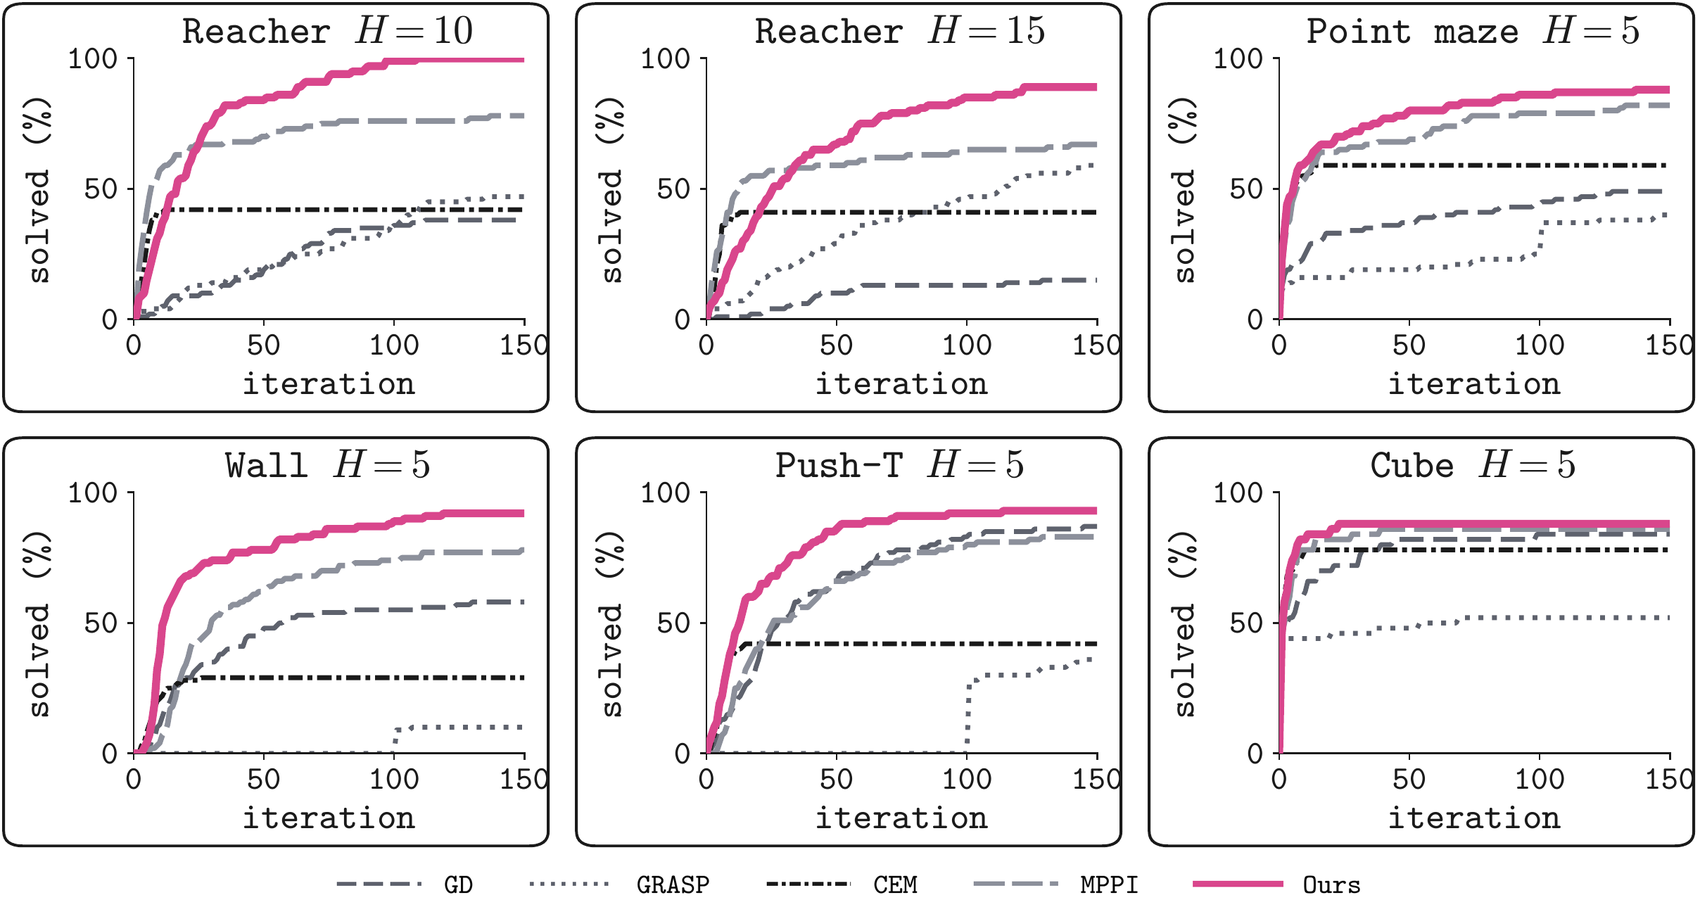 Reacher H = 10
100
50
0
solved (%)
0 50 100 150
iteration
Reacher H = 15
100
50
0
solved (%)
0 50 100 150
iteration
Point maze H = 5
100
50
0
solved (%)
0 50 100 150
iteration
Wall H = 5
100
50
0
solved (%)
0 50 100 150
iteration
Push-T H = 5
100
50
0
solved (%)
0 50 100 150
iteration
Cube H = 5
100
50
0
solved (%)
0 50 100 150
iteration
GD GRASP CEM MPPI Ours